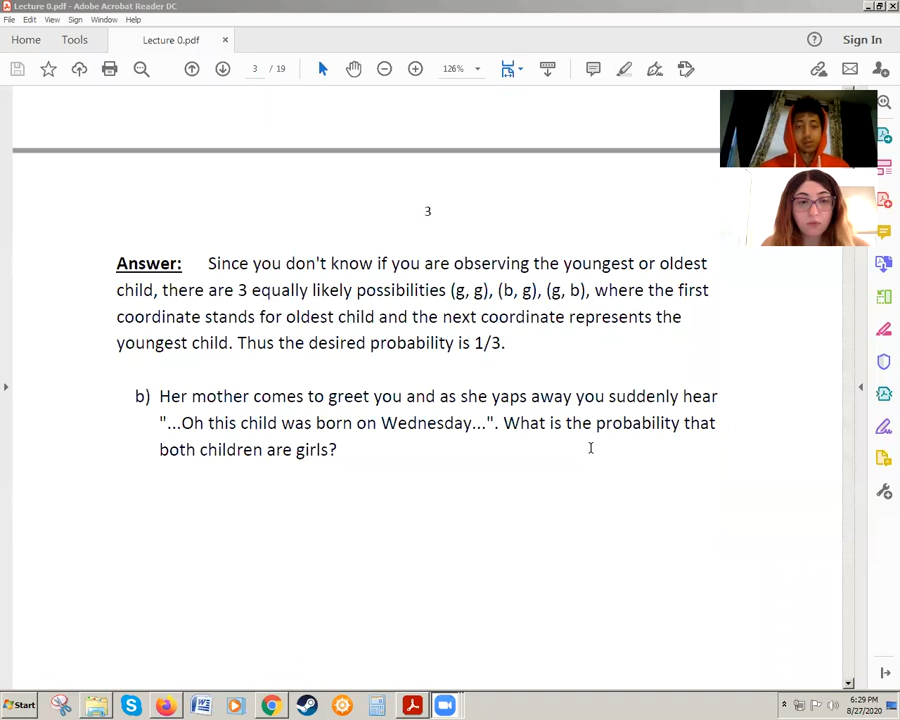 Lecture 0.pdf - Adobe Acrobat Reader DC
File Edit View Sign Window Help
Home Tools Lecture 0.pdf × Sign In
3 / 19 126%
3
Answer: Since you don't know if you are observing the youngest or oldest
child, there are 3 equally likely possibilities (g, g), (b, g), (g, b), where the first
coordinate stands for oldest child and the next coordinate represents the
youngest child. Thus the desired probability is 1/3.
b) Her mother comes to greet you and as she yaps away you suddenly hear
"...Oh this child was born on Wednesday...". What is the probability that
both children are girls?
Start
6:29 PM
8/27/2020